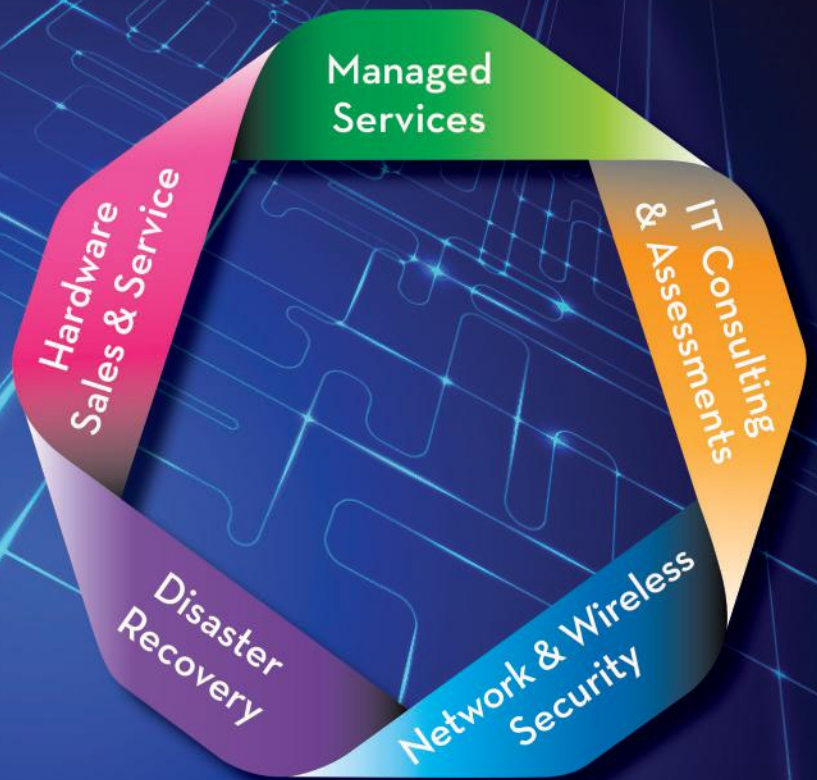 Managed
Services
IT Consulting
& Assessments
Network & Wireless
Security
Disaster
Recovery
Hardware
Sales & Service